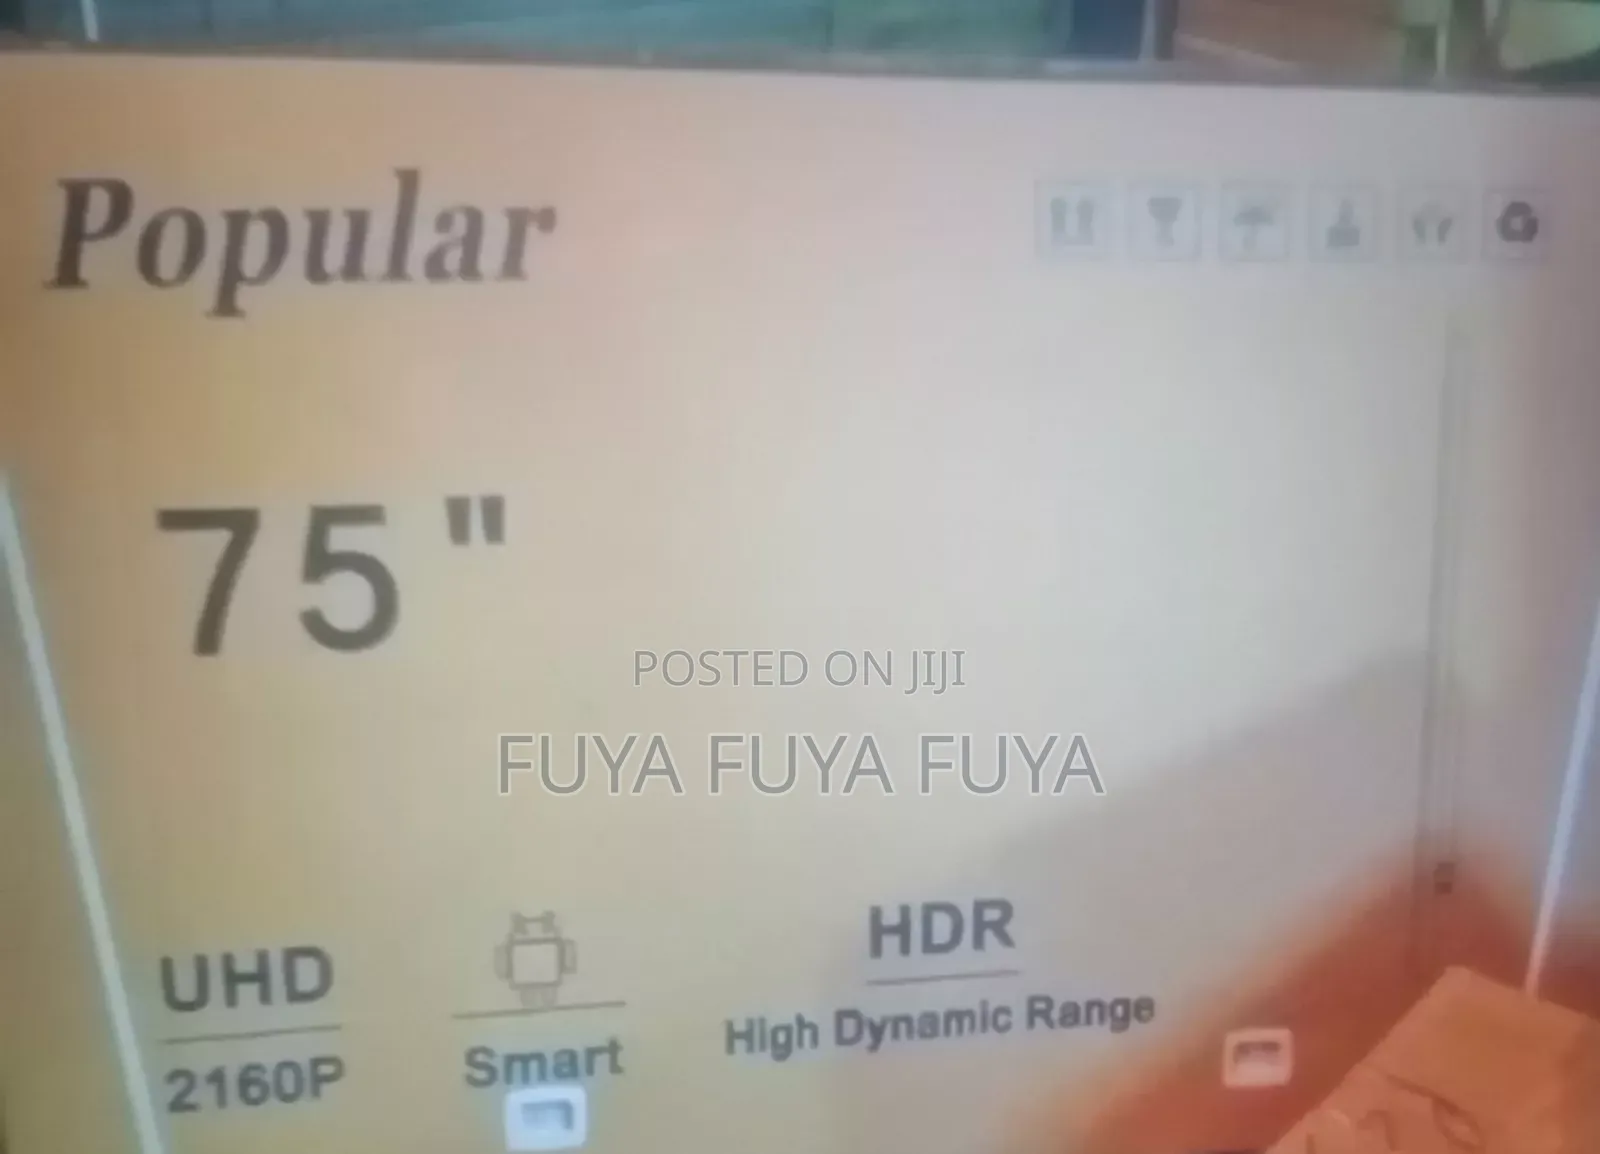 Popular
75"
POSTED ON JIJI
FUYA FUYA FUYA
UHD
2160P
Smart
HDR
High Dynamic Range